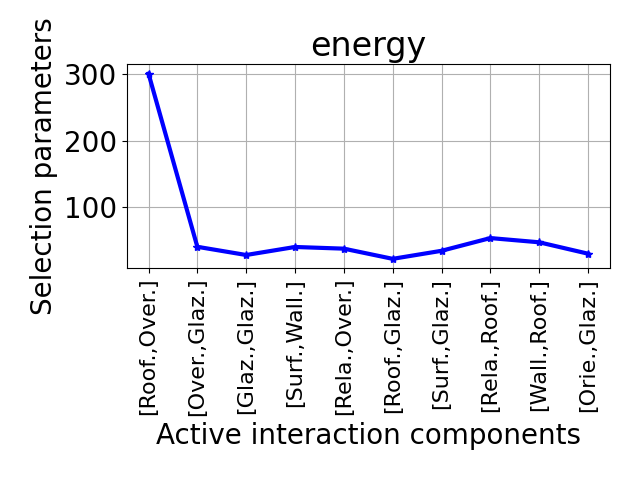 energy
Selection parameters
300
200
100
[Roof.,Over.]
[Over.,Glaz.]
[Glaz.,Glaz.]
[Surf.,Wall.]
[Rela.,Over.]
[Roof.,Glaz.]
[Surf.,Glaz.]
[Rela.,Roof.]
[Wall.,Roof.]
[Orie.,Glaz.]
Active interaction components